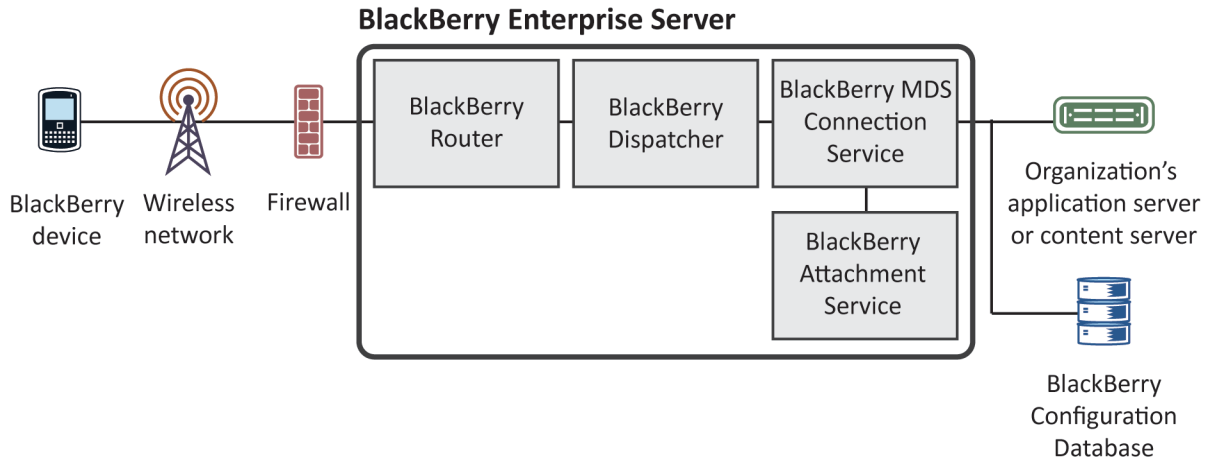 BlackBerry Enterprise Server
BlackBerry
Router
BlackBerry
Dispatcher
BlackBerry MDS
Connection
Service
BlackBerry
Attachment
Service
BlackBerry
device
Wireless
network
Firewall
Organization’s
application server
or content server
BlackBerry
Configuration
Database